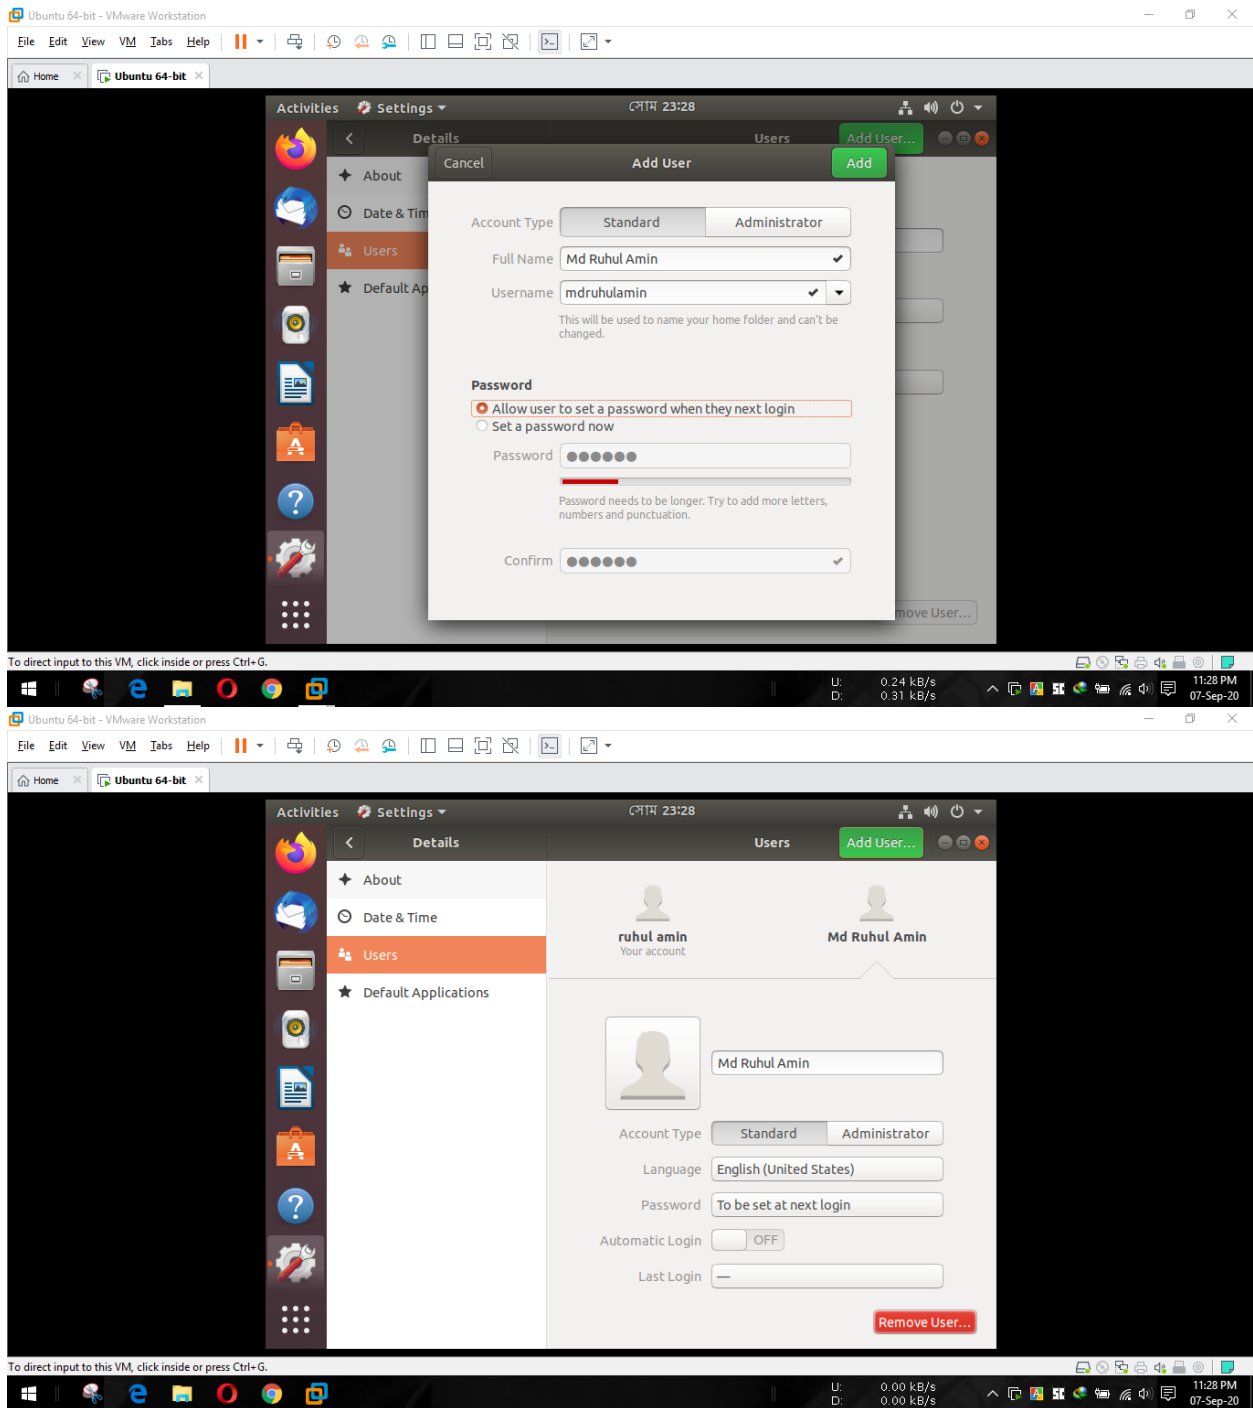 Ubuntu 64-bit - VMware Workstation
File Edit View VM Tabs Help
Home Ubuntu 64-bit
Activities Settings সোম 23:28
Details Users Add User...
Cancel Add User Add
About
Date & Tim
Users
Default Ap
Account Type Standard Administrator
Full Name Md Ruhul Amin
Username mdruhulamin
This will be used to name your home folder and can't be
changed.
Password
Allow user to set a password when they next login
Set a password now
Password ●●●●●●
Password needs to be longer. Try to add more letters,
numbers and punctuation.
Confirm ●●●●●●
move User...
To direct input to this VM, click inside or press Ctrl+G.
U: 0.24 kB/s
D: 0.31 kB/s
11:28 PM
07-Sep-20
Ubuntu 64-bit - VMware Workstation
File Edit View VM Tabs Help
Home Ubuntu 64-bit
Activities Settings সোম 23:28
Details Users Add User...
About
Date & Time
Users
Default Applications
ruhul amin Md Ruhul Amin
Your account
Md Ruhul Amin
Account Type Standard Administrator
Language English (United States)
Password To be set at next login
Automatic Login OFF
Last Login —
Remove User...
To direct input to this VM, click inside or press Ctrl+G.
U: 0.00 kB/s
D: 0.00 kB/s
11:28 PM
07-Sep-20